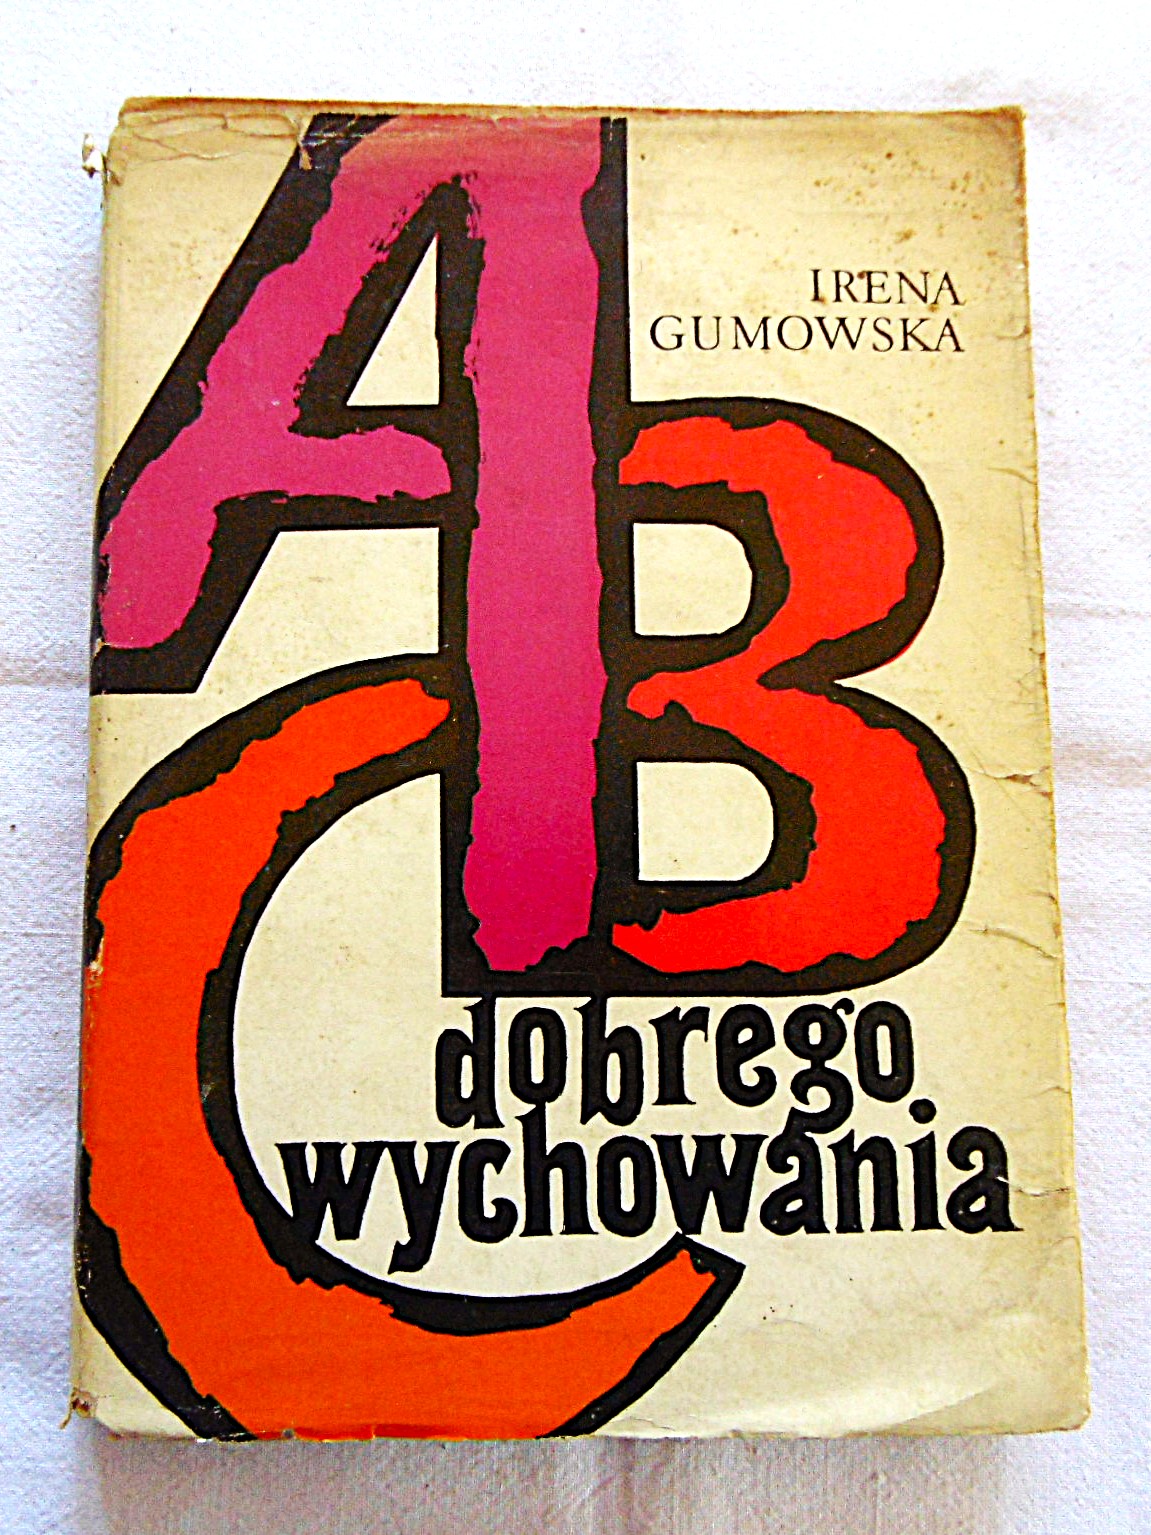 IRENA
GUMOWSKA
ABC
dobrego
wychowania